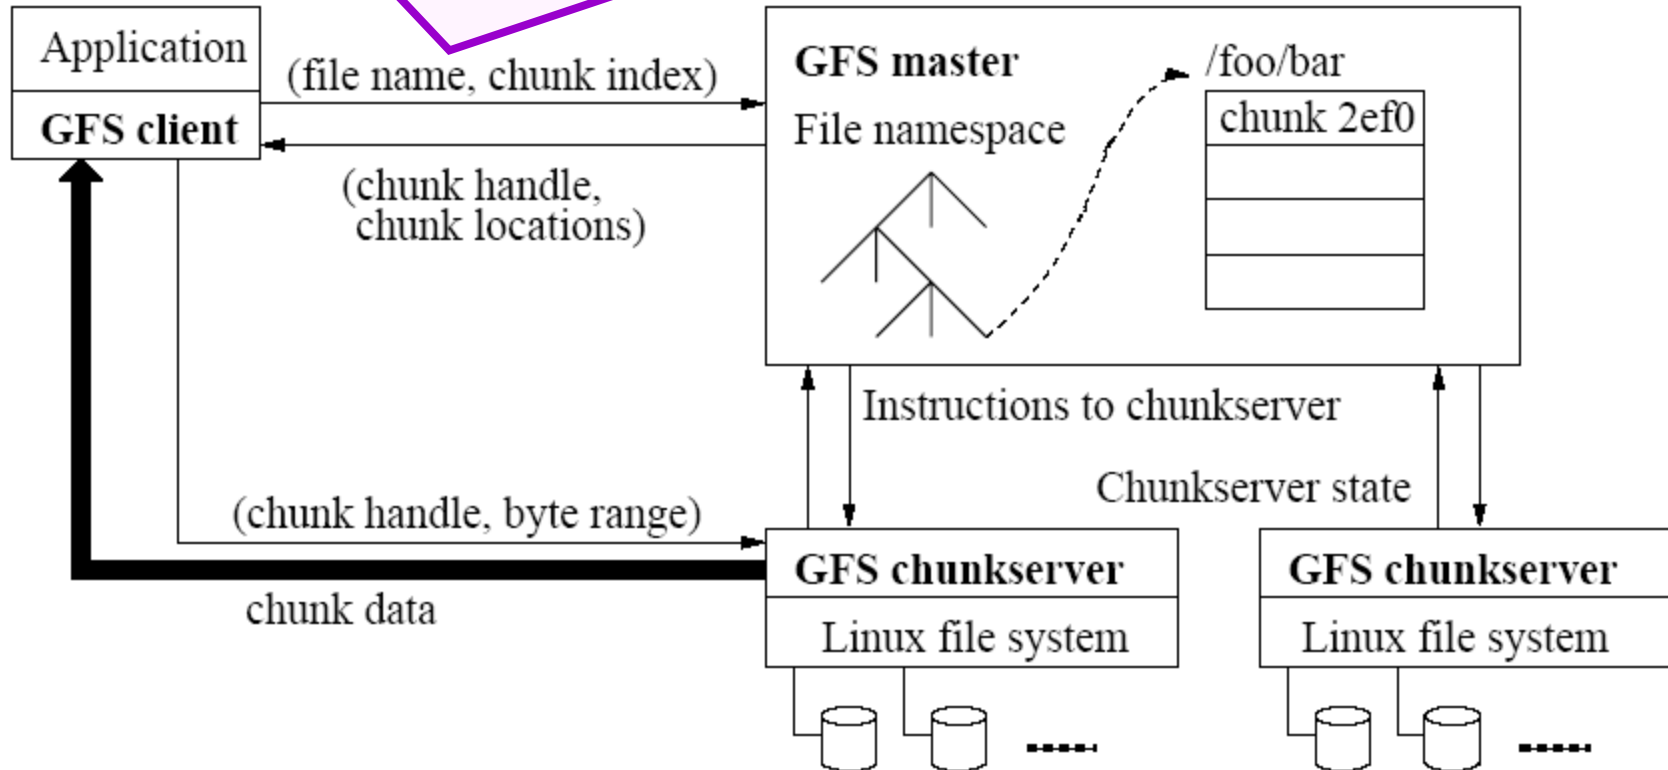 Application
GFS client
(file name, chunk index)
(chunk handle,
chunk locations)
GFS master
File namespace
/foo/bar
chunk 2ef0
Instructions to chunkserver
Chunkserver state
(chunk handle, byte range)
chunk data
GFS chunkserver
Linux file system
GFS chunkserver
Linux file system